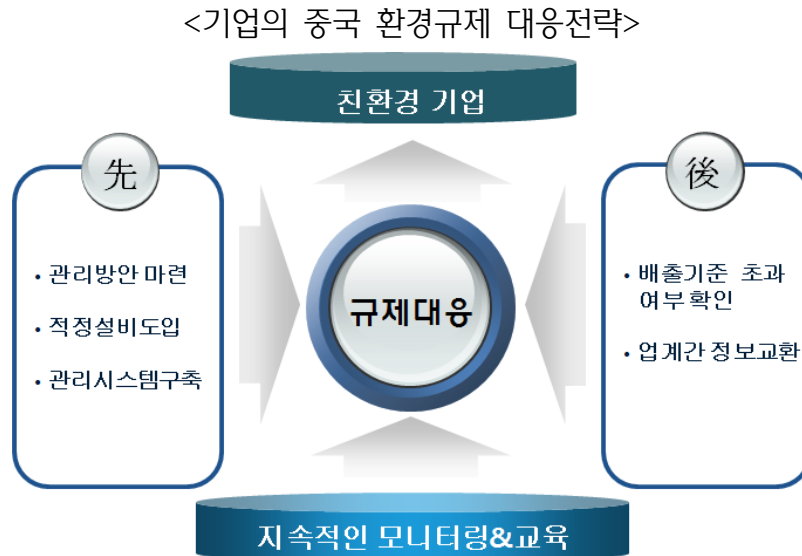 <기업의 중국 환경규제 대응전략>
친환경 기업
先
• 관리방안 마련
• 적정설비도입
• 관리시스템구축
규제대응
後
• 배출기준 초과
여부 확인
• 업계간 정보교환
지속적인 모니터링&교육